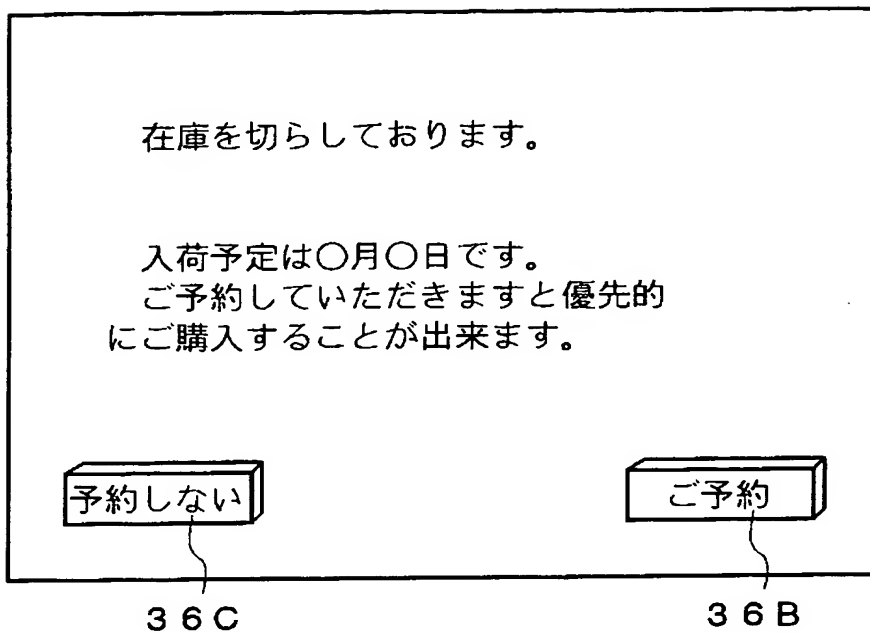 在庫を切らしております。
入荷予定は〇月〇日です。
ご予約していただきますと優先的
にご購入することが出来ます。
予約しない ご予約
36C 36B